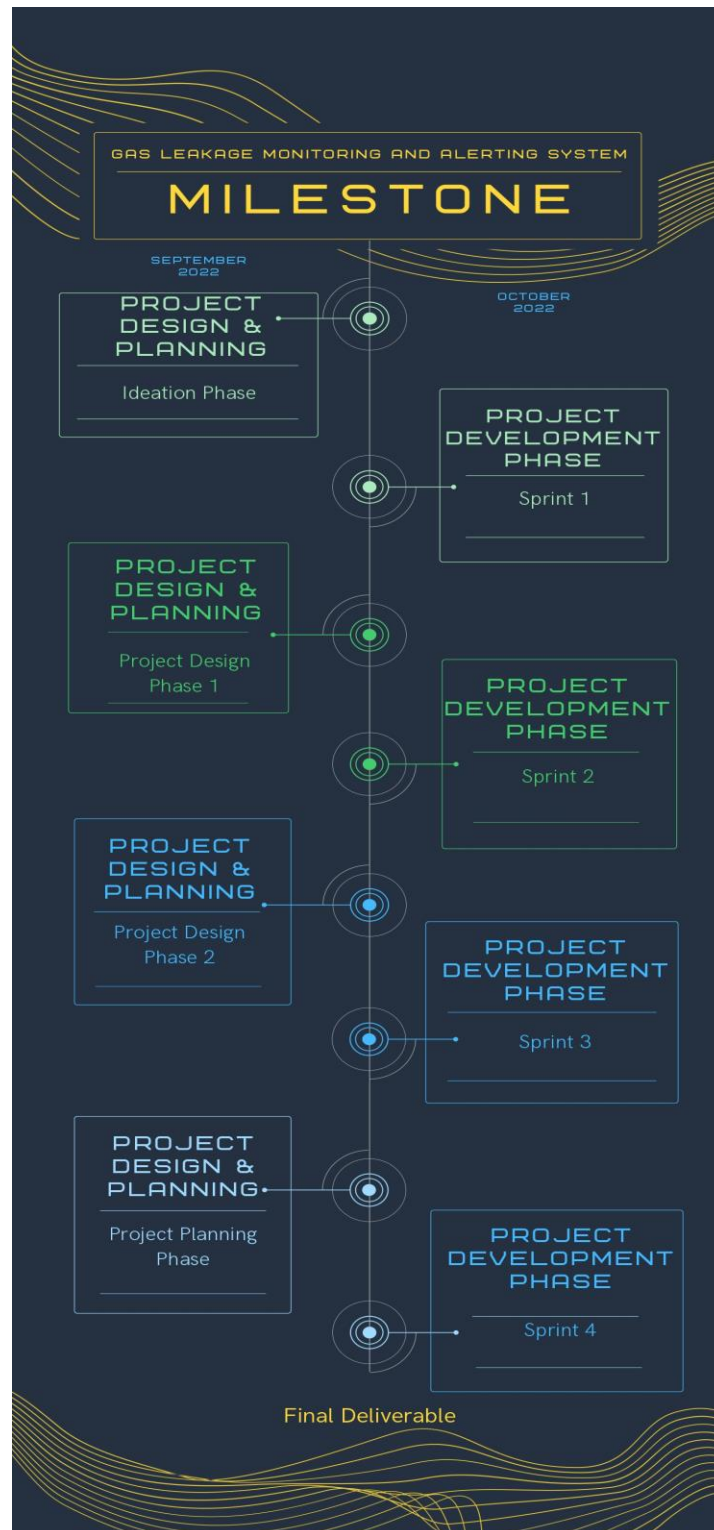 GAS LEAKAGE MONITORING AND ALERTING SYSTEM
MILESTONE
SEPTEMBER
2022
OCTOBER
2022
PROJECT
DESIGN &
PLANNING
Ideation Phase
PROJECT
DEVELOPMENT
PHASE
Sprint 1
PROJECT
DESIGN &
PLANNING
Project Design
Phase 1
PROJECT
DEVELOPMENT
PHASE
Sprint 2
PROJECT
DESIGN &
PLANNING
Project Design
Phase 2
PROJECT
DEVELOPMENT
PHASE
Sprint 3
PROJECT
DESIGN &
PLANNING
Project Planning
Phase
PROJECT
DEVELOPMENT
PHASE
Sprint 4
Final Deliverable